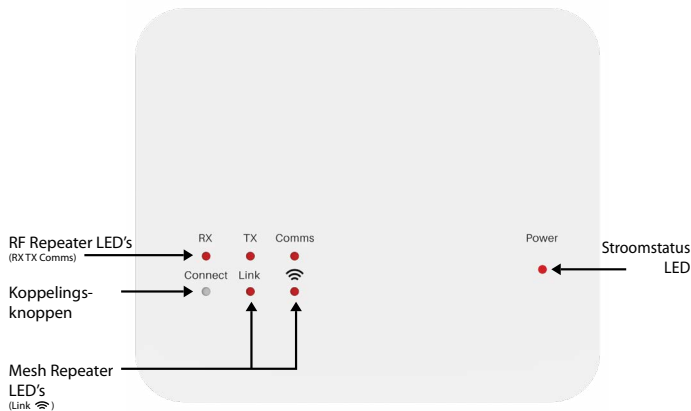 RX TX Comms
Power
RF Repeater LED's
(RX TX Comms)
Stroomstatus
LED
Connect Link
Koppelings-
knoppen
Mesh Repeater
LED's
(Link )